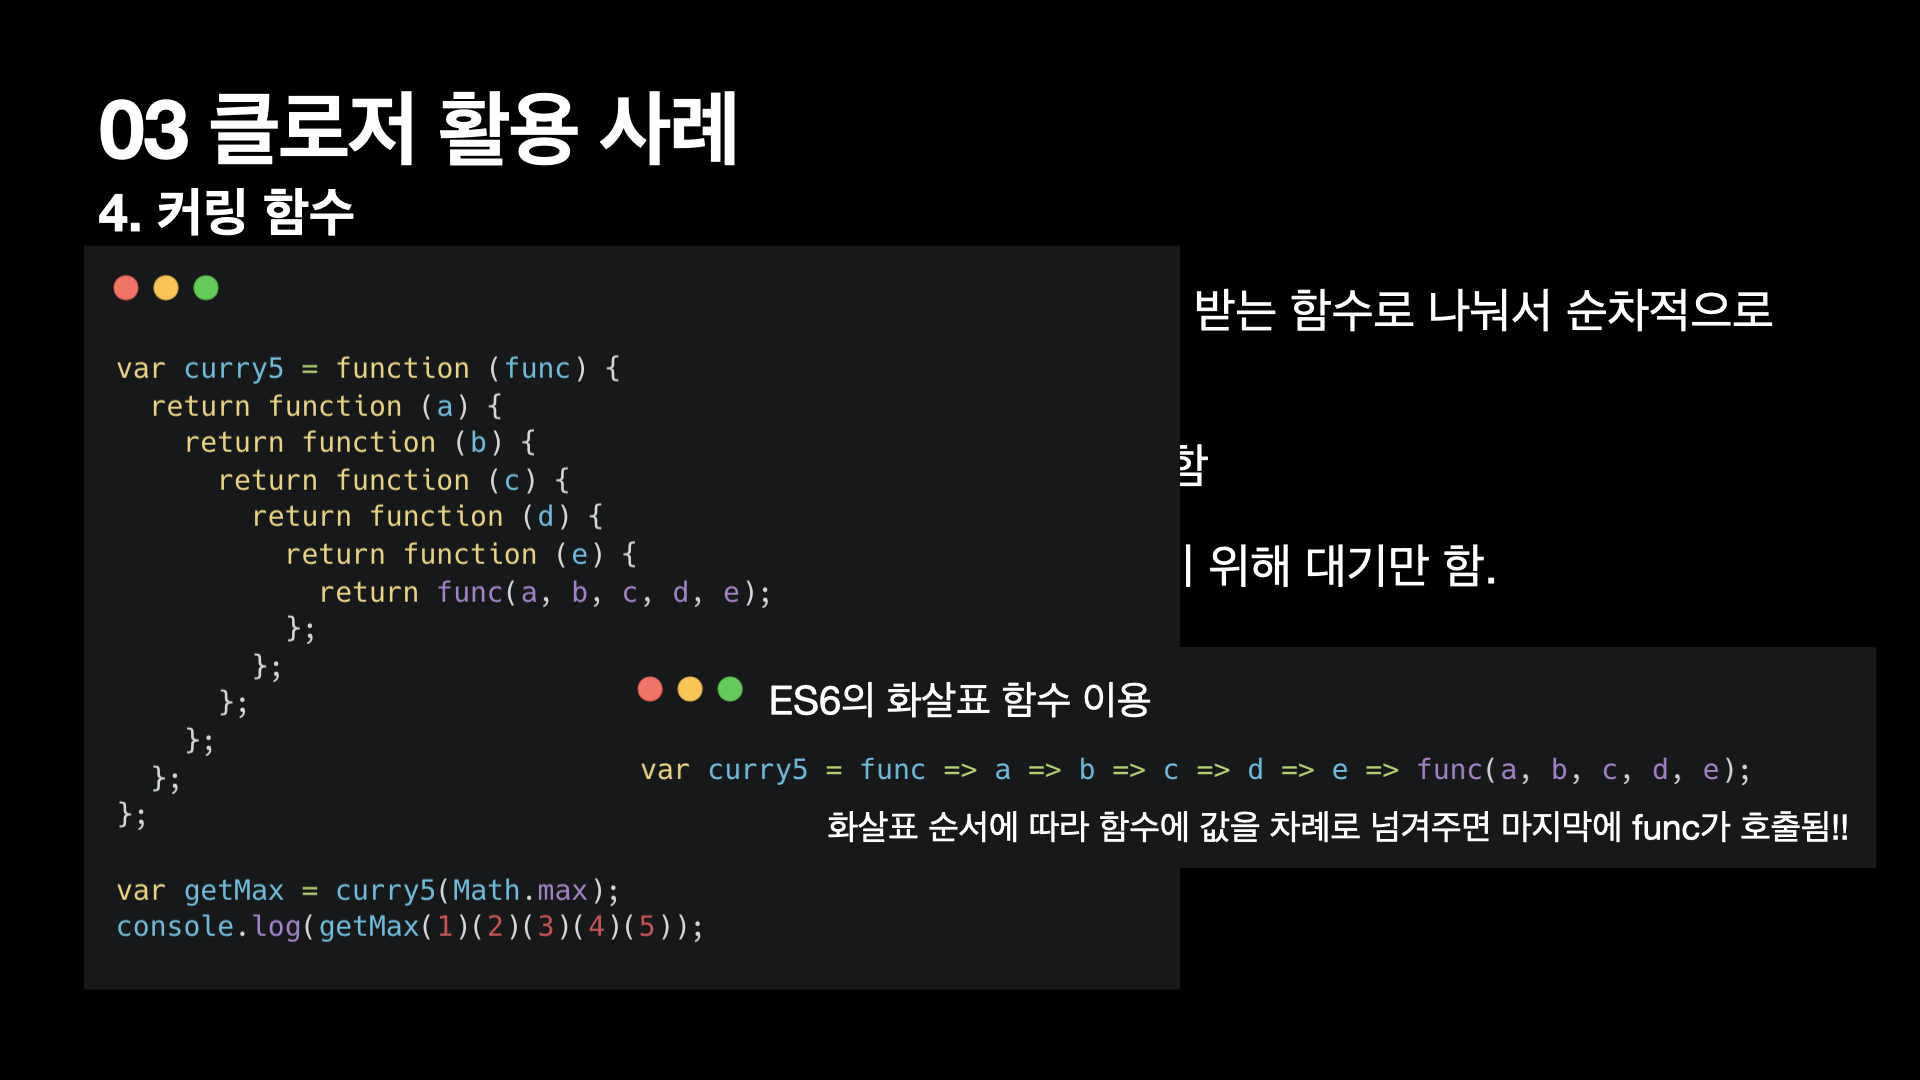 03 클로저 활용 사례
4. 커링 함수
받는 함수로 나눠서 순차적으로
함
위해 대기만 함.
var curry5 = function (func) {
  return function (a) {
    return function (b) {
      return function (c) {
        return function (d) {
          return function (e) {
            return func(a, b, c, d, e);
          };
        };
      };
    };
  };
};
var getMax = curry5(Math.max);
console.log(getMax(1)(2)(3)(4)(5));
ES6의 화살표 함수 이용
var curry5 = func => a => b => c => d => e => func(a, b, c, d, e);
화살표 순서에 따라 함수에 값을 차례로 넘겨주면 마지막에 func가 호출됨!!